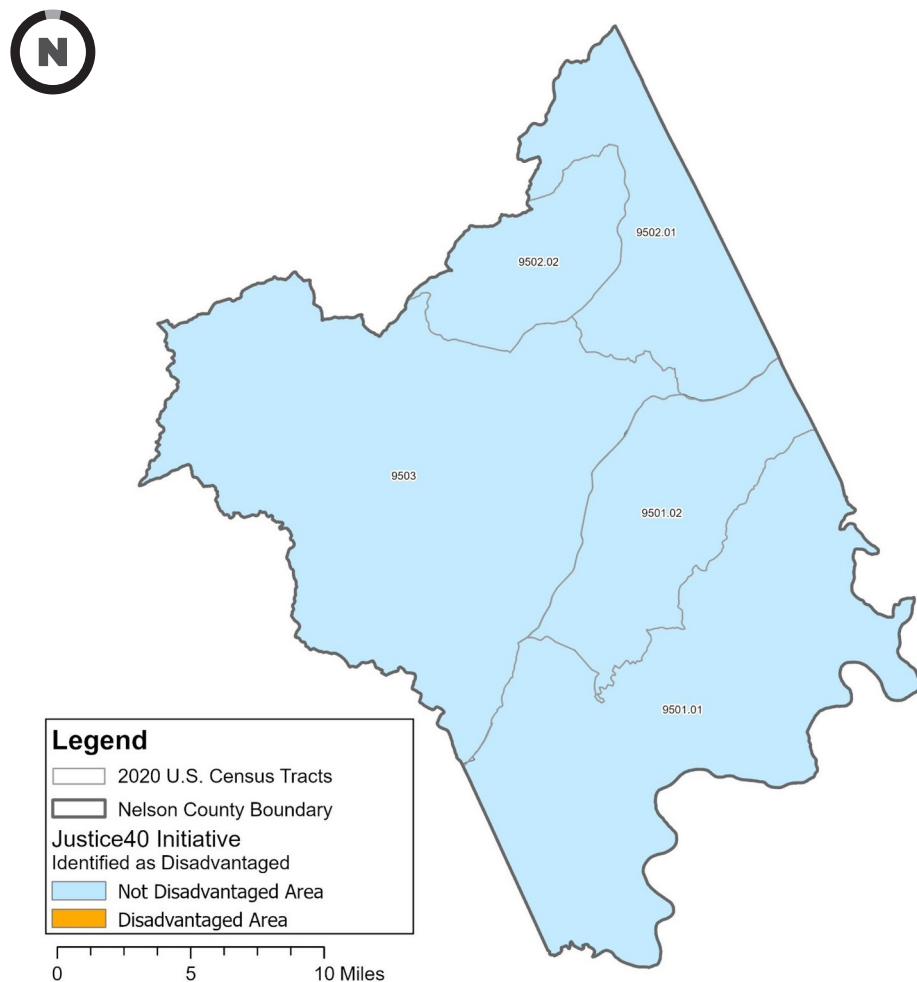 N
9502.01
9502.02
9503
9501.02
9501.01
Legend
2020 U.S. Census Tracts
Nelson County Boundary
Justice40 Initiative
Identified as Disadvantaged
Not Disadvantaged Area
Disadvantaged Area
0 5 10 Miles